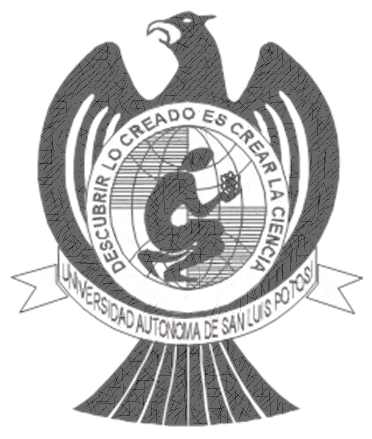 DESCUBRIR LO CREADO ES CREAR LA CIENCIA
UNIVERSIDAD AUTONOMA DE SAN LUIS POTOSI